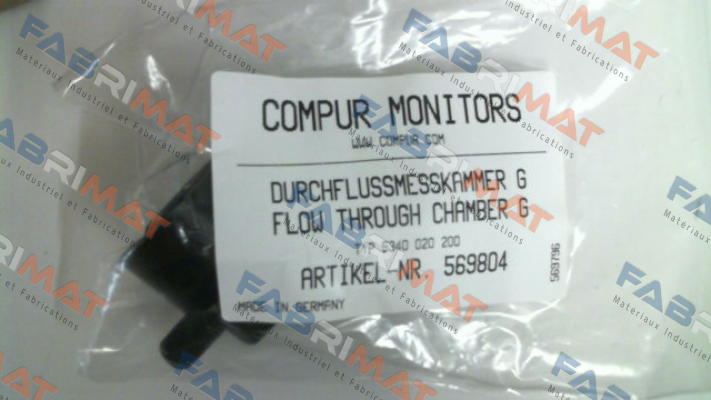 COMPUR MONITORS
WWW.COMPUR.COM
DURCHFLUSSMESSKAMMER G
FLOW THROUGH CHAMBER G
TYP 5340 020 200
ARTIKEL-NR. 569804
MADE IN GERMANY
569796
FABRIMAT
Materiaux Industriel et Fabrications